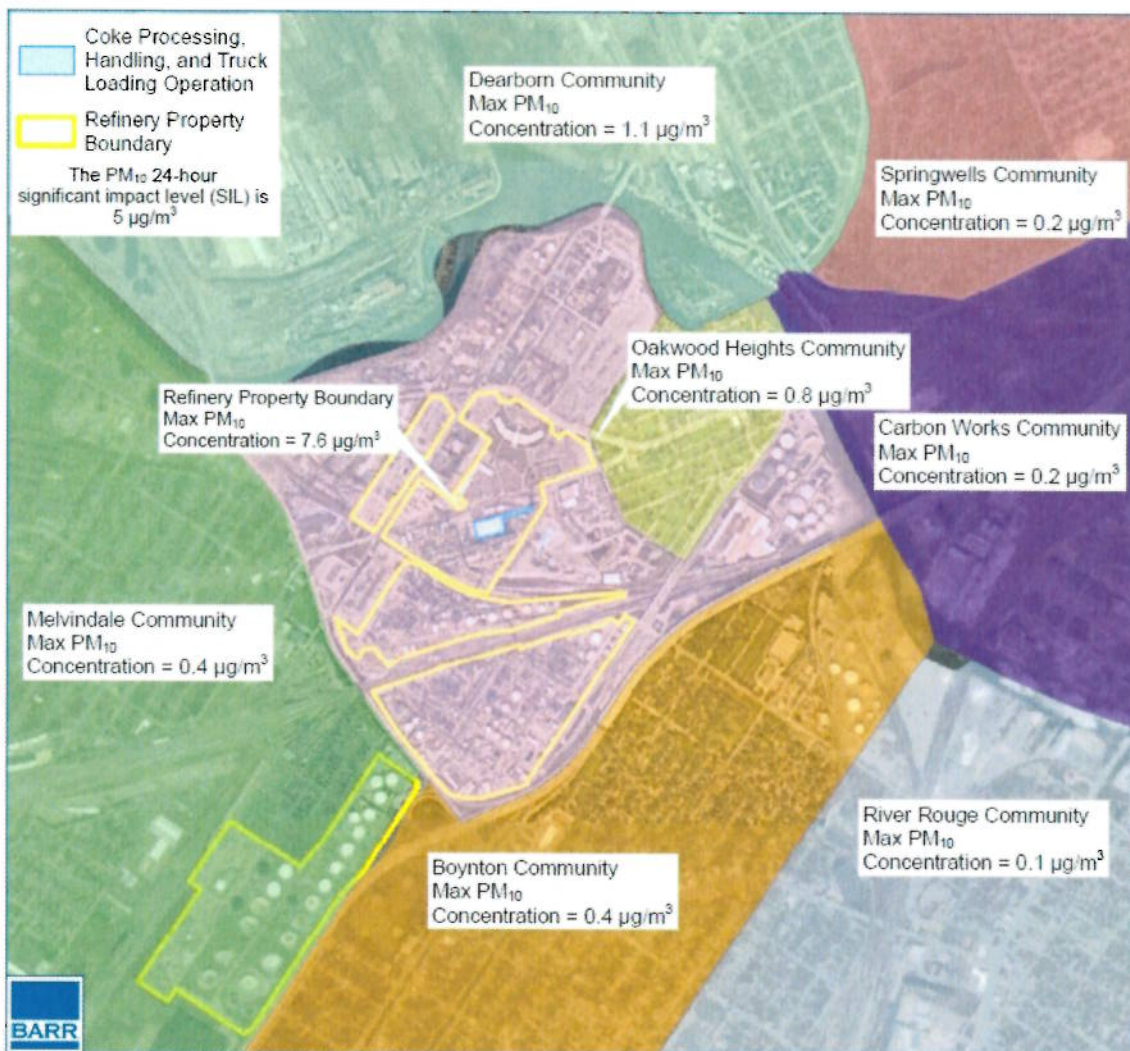 Coke Processing,
Handling, and Truck
Loading Operation
Refinery Property
Boundary
The PM₁₀ 24-hour
significant impact level (SIL) is
5 µg/m³
Dearborn Community
Max PM₁₀
Concentration = 1.1 µg/m³
Springwells Community
Max PM₁₀
Concentration = 0.2 µg/m³
Oakwood Heights Community
Max PM₁₀
Concentration = 0.8 µg/m³
Refinery Property Boundary
Max PM₁₀
Concentration = 7.6 µg/m³
Carbon Works Community
Max PM₁₀
Concentration = 0.2 µg/m³
Melvindale Community
Max PM₁₀
Concentration = 0.4 µg/m³
River Rouge Community
Max PM₁₀
Concentration = 0.1 µg/m³
Boynton Community
Max PM₁₀
Concentration = 0.4 µg/m³
BARR